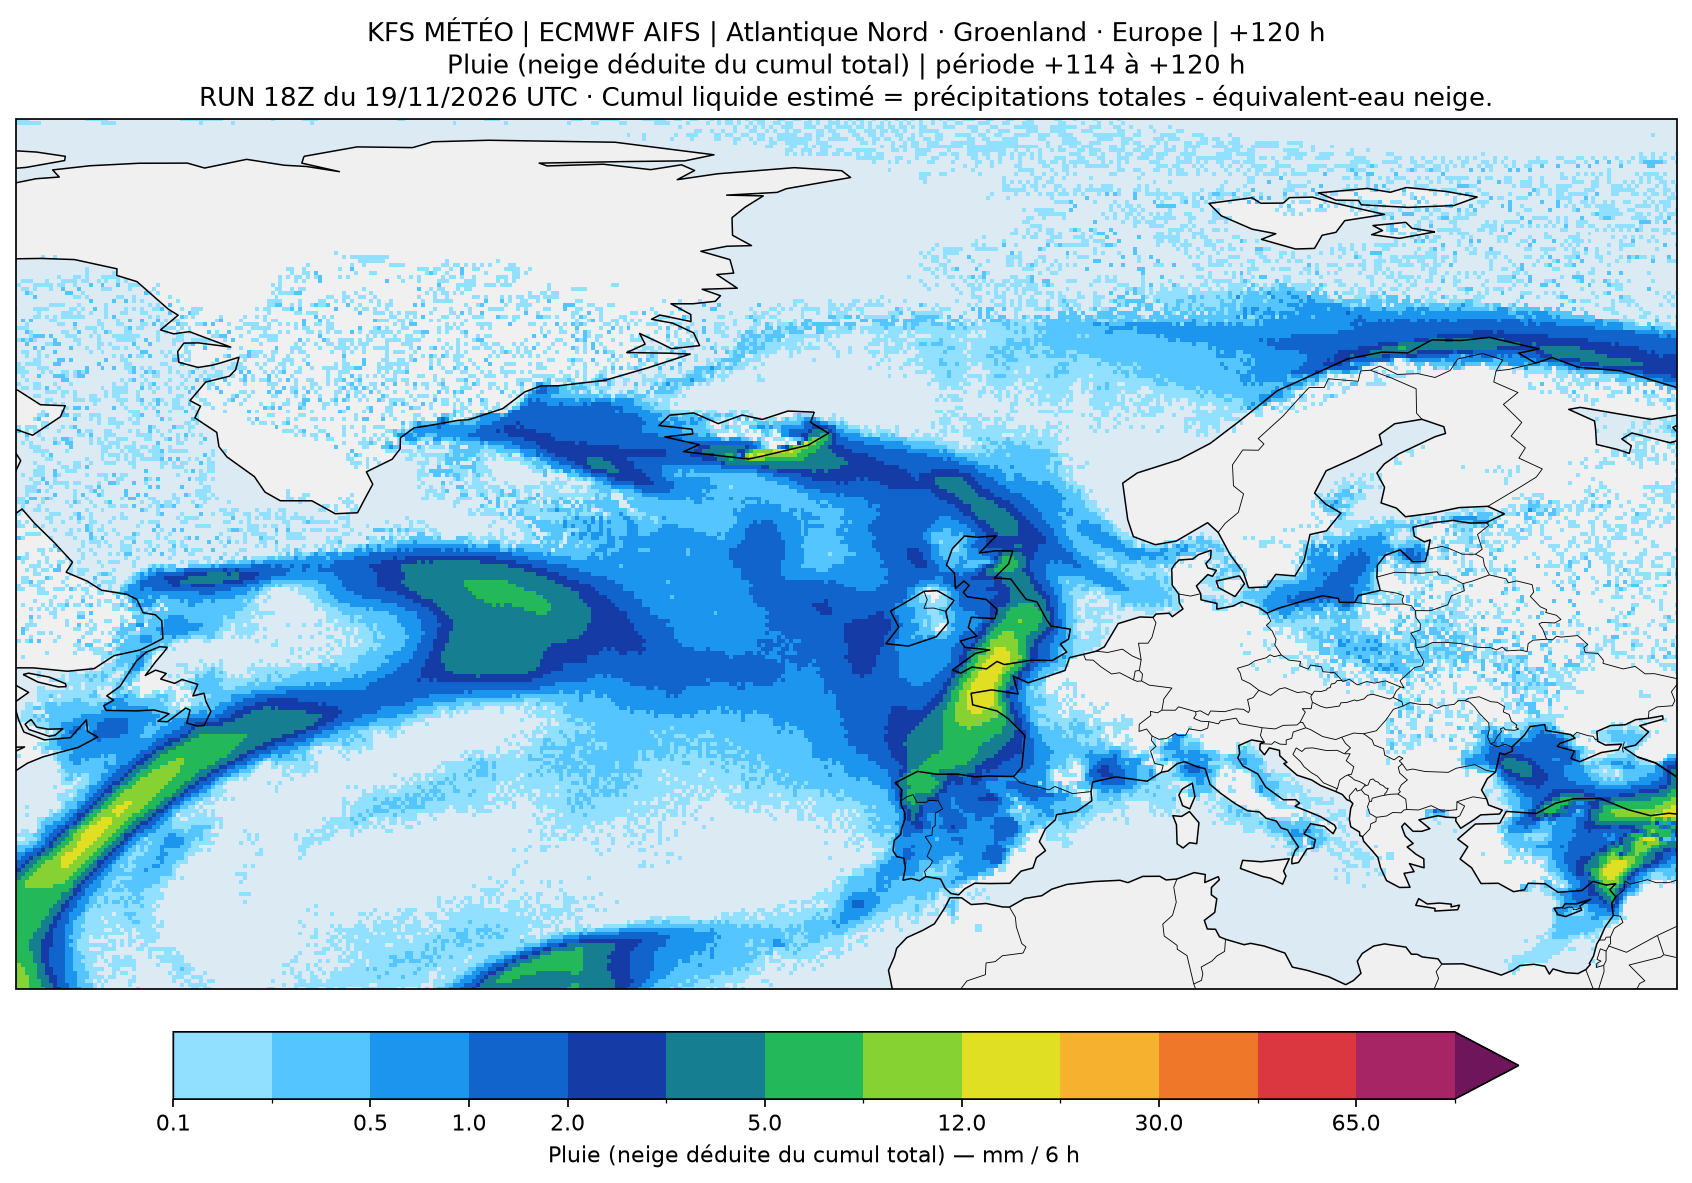 KFS MÉTÉO | ECMWF AIFS | Atlantique Nord · Groenland · Europe | +120 h
Pluie (neige déduite du cumul total) | période +114 à +120 h
RUN 18Z du 19/11/2026 UTC · Cumul liquide estimé = précipitations totales - équivalent-eau neige.
0.1 0.5 1.0 2.0 5.0 12.0 30.0 65.0
Pluie (neige déduite du cumul total) — mm / 6 h